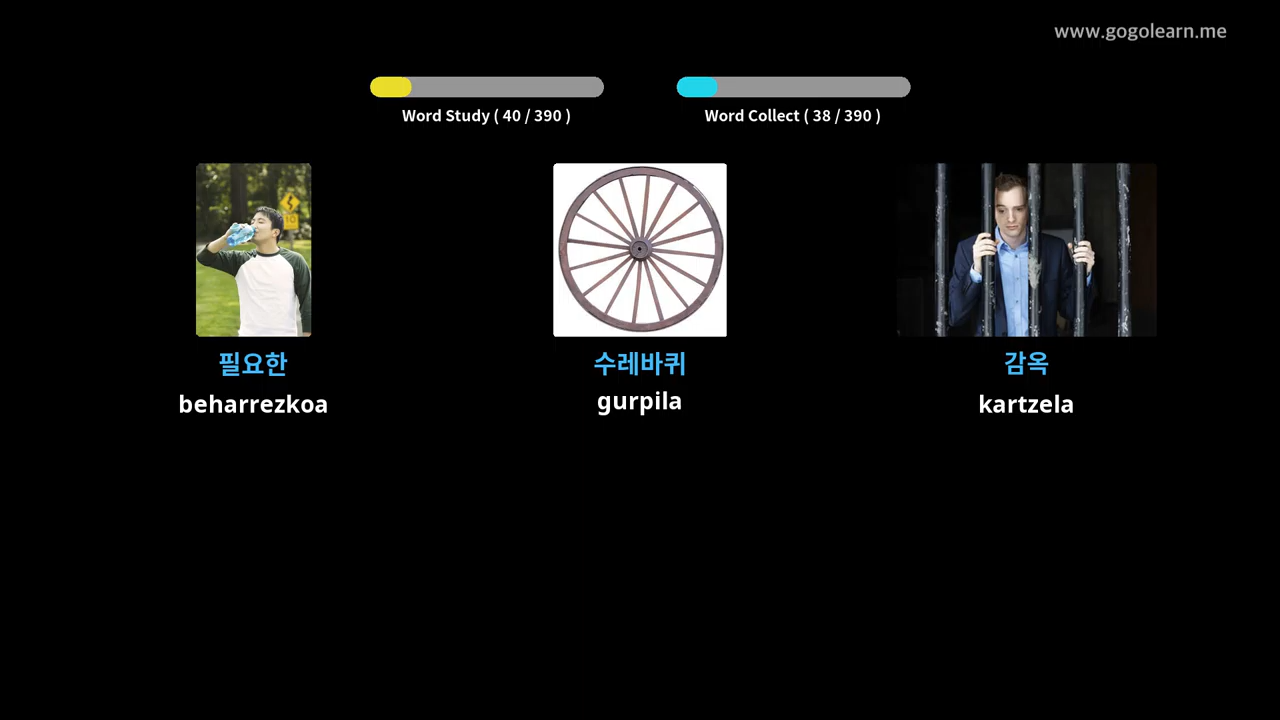 www.gogolearn.me
Word Study ( 40 / 390 )
Word Collect ( 38 / 390 )
필요한
beharrezkoa
수레바퀴
gurpila
감옥
kartzela